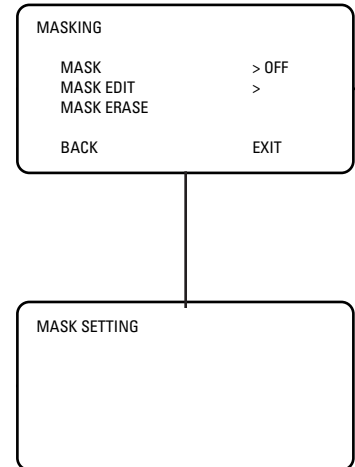 MASKING
MASK > OFF
MASK EDIT >
MASK ERASE
BACK EXIT
MASK SETTING